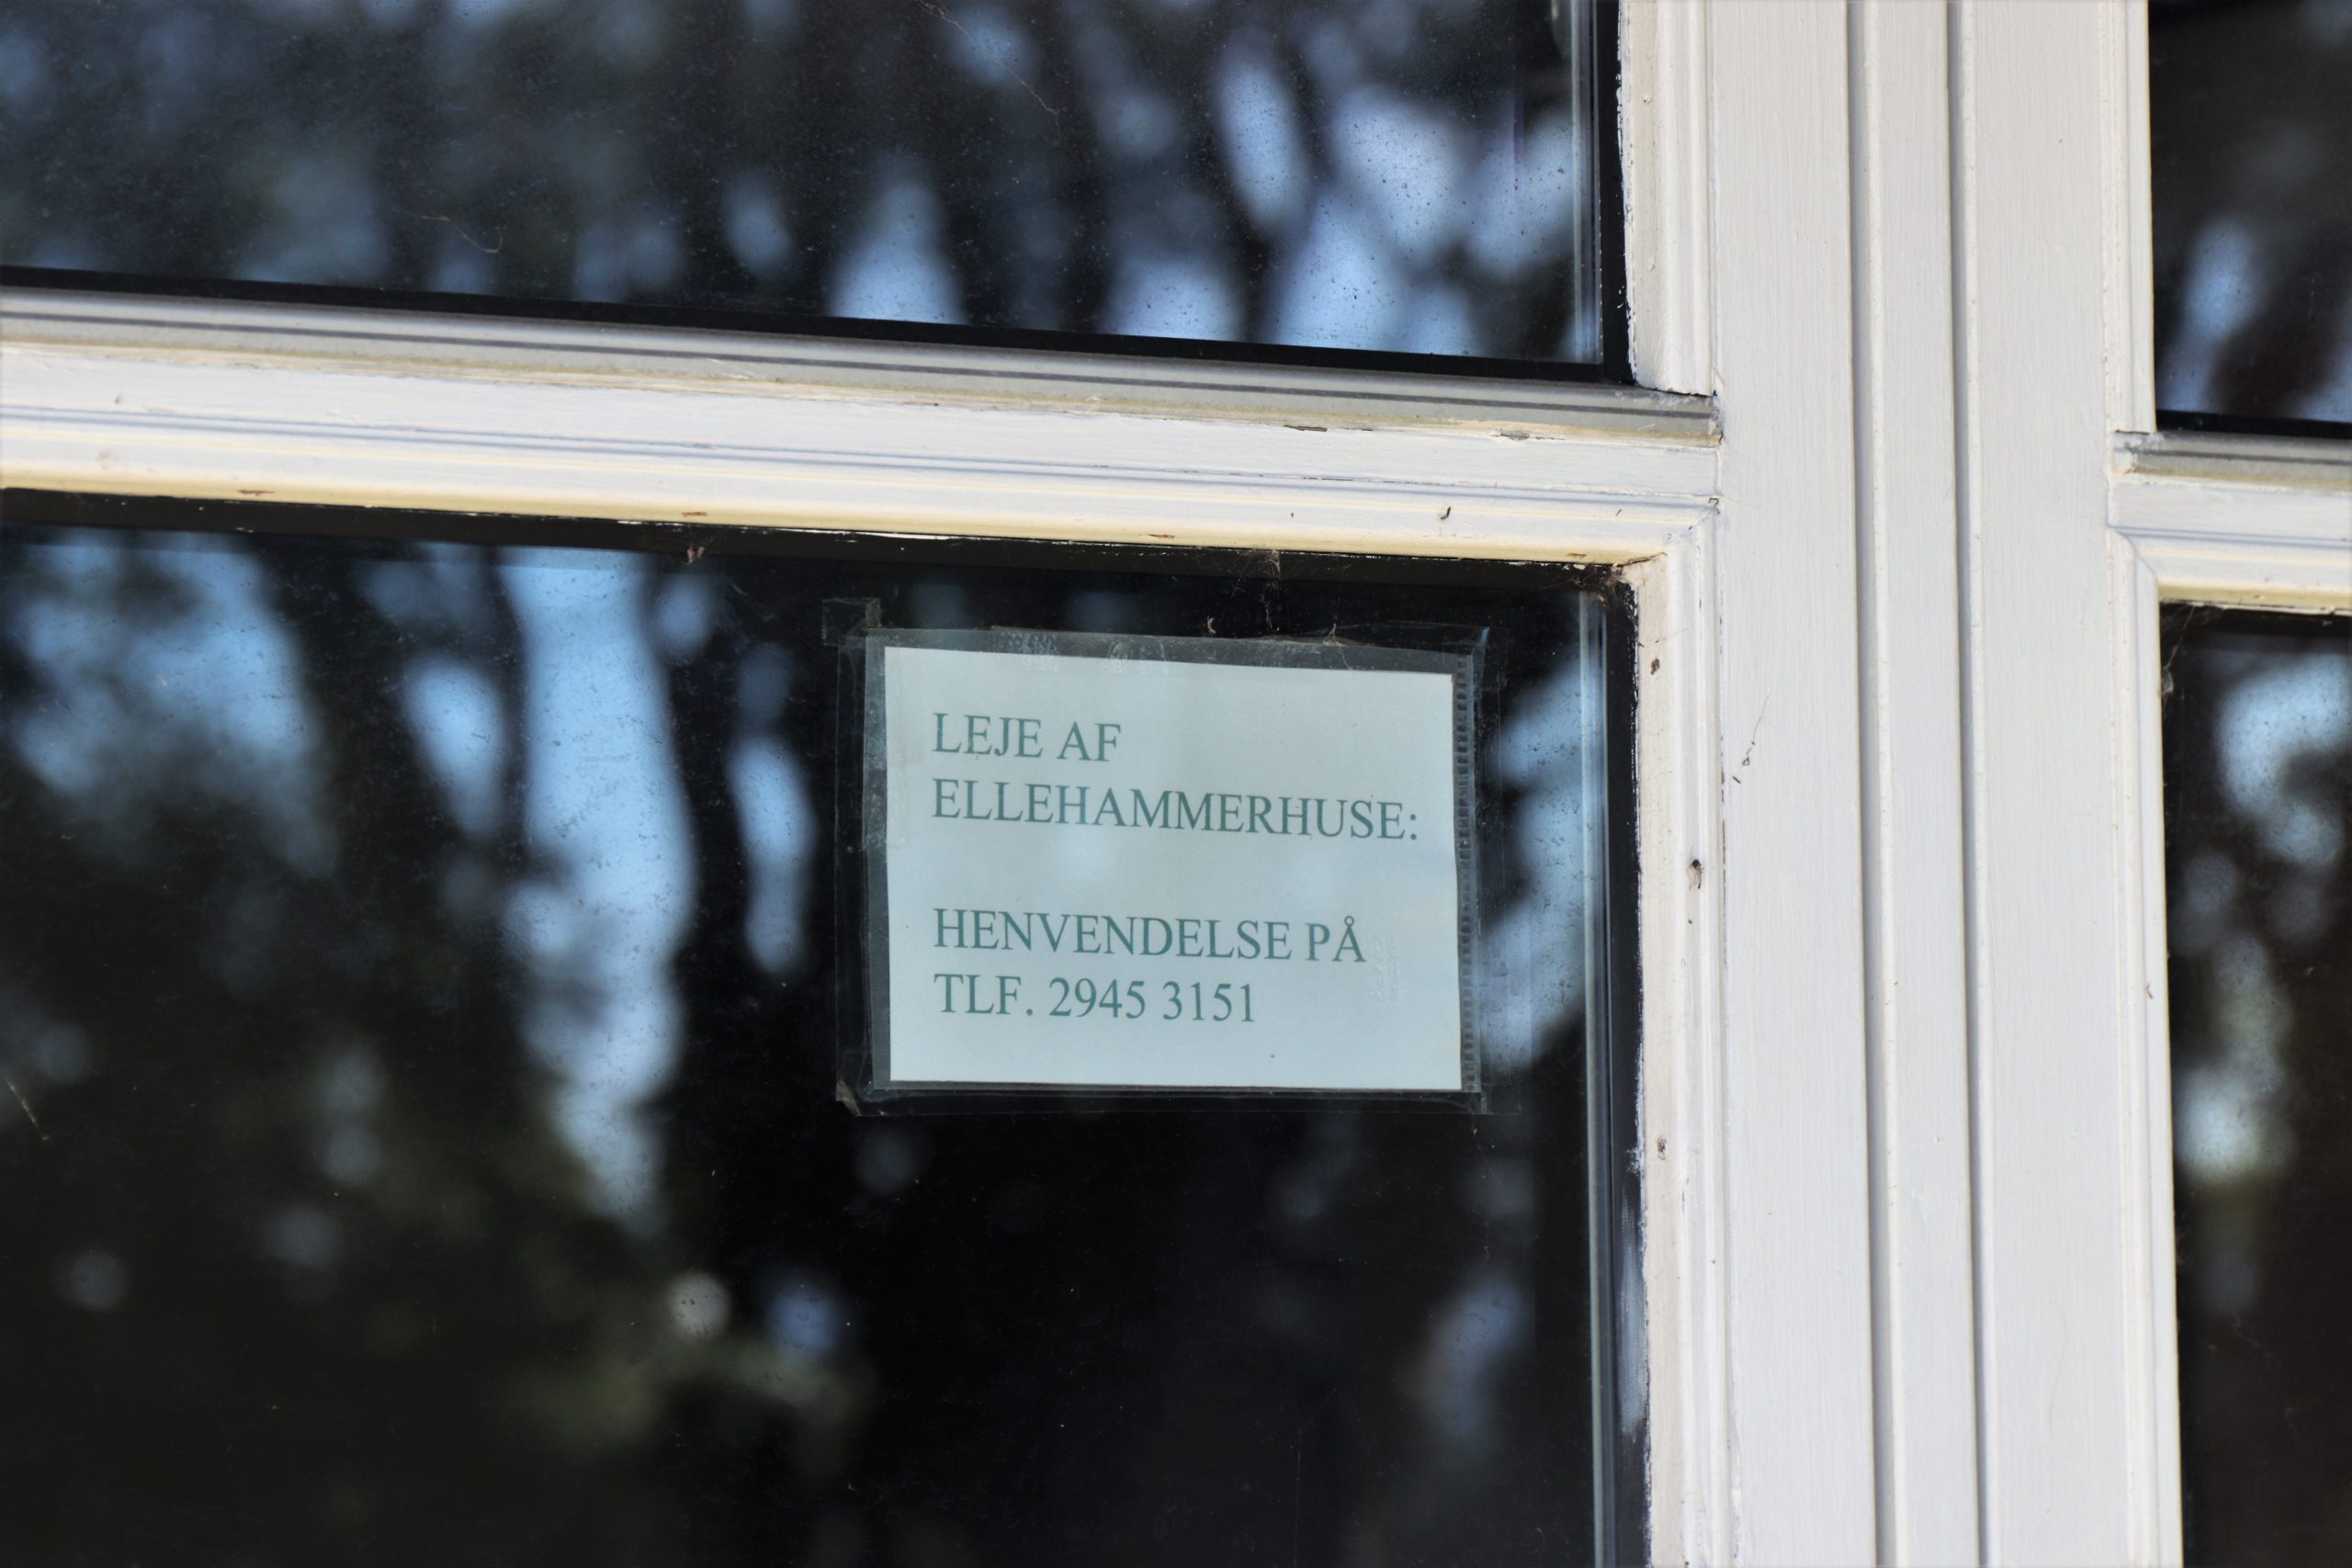 LEJE AF
ELLEHAMMERHUSE:
HENVENDELSE PÅ
TLF. 2945 3151